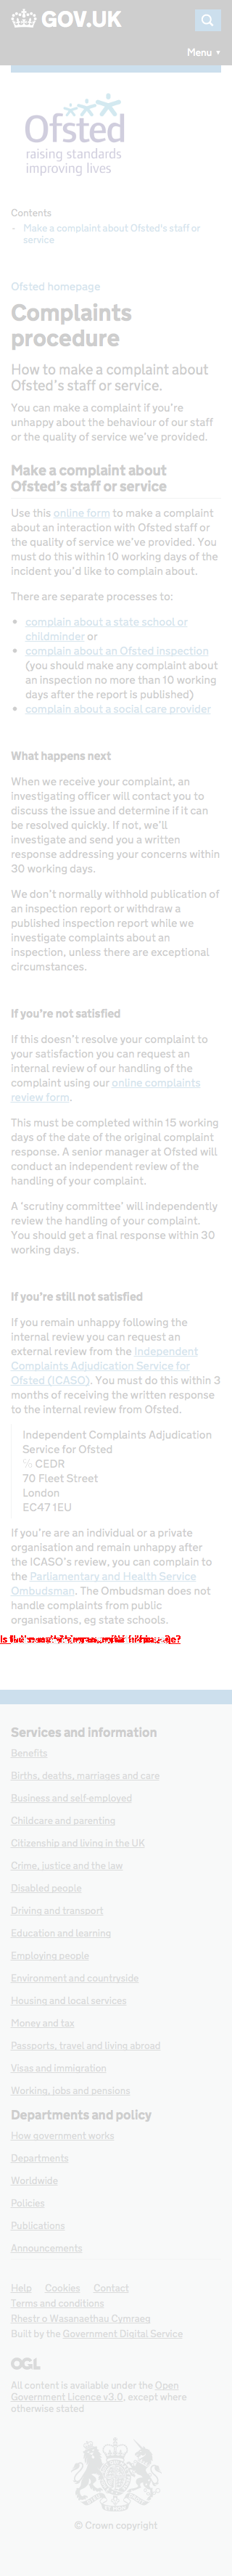 GOV.UK
Menu ▼
Ofsted
raising standards
improving lives
Contents
- Make a complaint about Ofsted's staff or
service
Ofsted homepage
Complaints
procedure
How to make a complaint about
Ofsted's staff or service.
You can make a complaint if you're
unhappy about the behaviour of our staff
or the quality of service we've provided.
Make a complaint about
Ofsted's staff or service
Use this online form to make a complaint
about an interaction with Ofsted staff or
the quality of service we've provided. You
must do this within 10 working days of the
incident you'd like to complain about.
There are separate processes to:
• complain about a state school or
childminder or
• complain about an Ofsted inspection
(you should make any complaint about
an inspection no more than 10 working
days after the report is published)
• complain about a social care provider
What happens next
When we receive your complaint, an
investigating officer will contact you to
discuss the issue and determine if it can
be resolved quickly. If not, we'll
investigate and send you a written
response addressing your concerns within
30 working days.
We don't normally withhold publication of
an inspection report or withdraw a
published inspection report while we
investigate complaints about an
inspection, unless there are exceptional
circumstances.
If you're not satisfied
If this doesn't resolve your complaint to
your satisfaction you can request an
internal review of our handling of the
complaint using our online complaints
review form.
This must be completed within 15 working
days of the date of the original complaint
response. A senior manager at Ofsted will
conduct an independent review of the
handling of your complaint.
A 'scrutiny committee' will independently
review the handling of your complaint.
You should get a final response within 30
working days.
If you're still not satisfied
If you remain unhappy following the
internal review you can request an
external review from the Independent
Complaints Adjudication Service for
Ofsted (ICASO). You must do this within 3
months of receiving the written response
to the internal review from Ofsted.
Independent Complaints Adjudication
Service for Ofsted
℅ CEDR
70 Fleet Street
London
EC47 1EU
If you're are an individual or a private
organisation and remain unhappy after
the ICASO's review, you can complain to
the Parliamentary and Health Service
Ombudsman. The Ombudsman does not
handle complaints from public
organisations, eg state schools.
Services and information
Benefits
Births, deaths, marriages and care
Business and self-employed
Childcare and parenting
Citizenship and living in the UK
Crime, justice and the law
Disabled people
Driving and transport
Education and learning
Employing people
Environment and countryside
Housing and local services
Money and tax
Passports, travel and living abroad
Visas and immigration
Working, jobs and pensions
Departments and policy
How government works
Departments
Worldwide
Policies
Publications
Announcements
Help Cookies Contact
Terms and conditions
Rhestr o Wasanaethau Cymraeg
Built by the Government Digital Service
OGL
All content is available under the Open
Government Licence v3.0, except where
otherwise stated
© Crown copyright